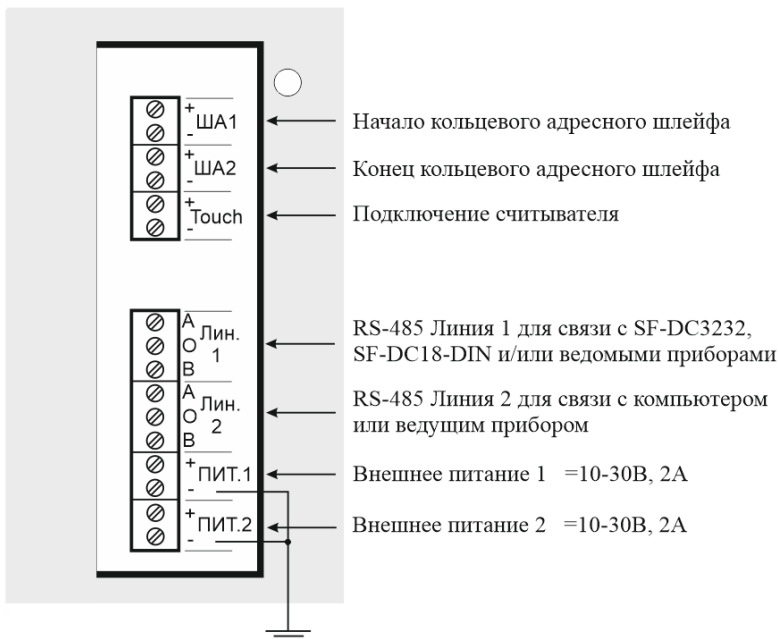 +
ША1
-
Начало кольцевого адресного шлейфа
+
ША2
-
Конец кольцевого адресного шлейфа
+
Touch
-
Подключение считывателя
A
Лин.
O
1
B
RS-485 Линия 1 для связи с SF-DC3232,
SF-DC18-DIN и/или ведомыми приборами
A
Лин.
O
2
B
RS-485 Линия 2 для связи с компьютером
или ведущим прибором
+
ПИТ.1
-
Внешнее питание 1 =10-30В, 2А
+
ПИТ.2
-
Внешнее питание 2 =10-30В, 2А